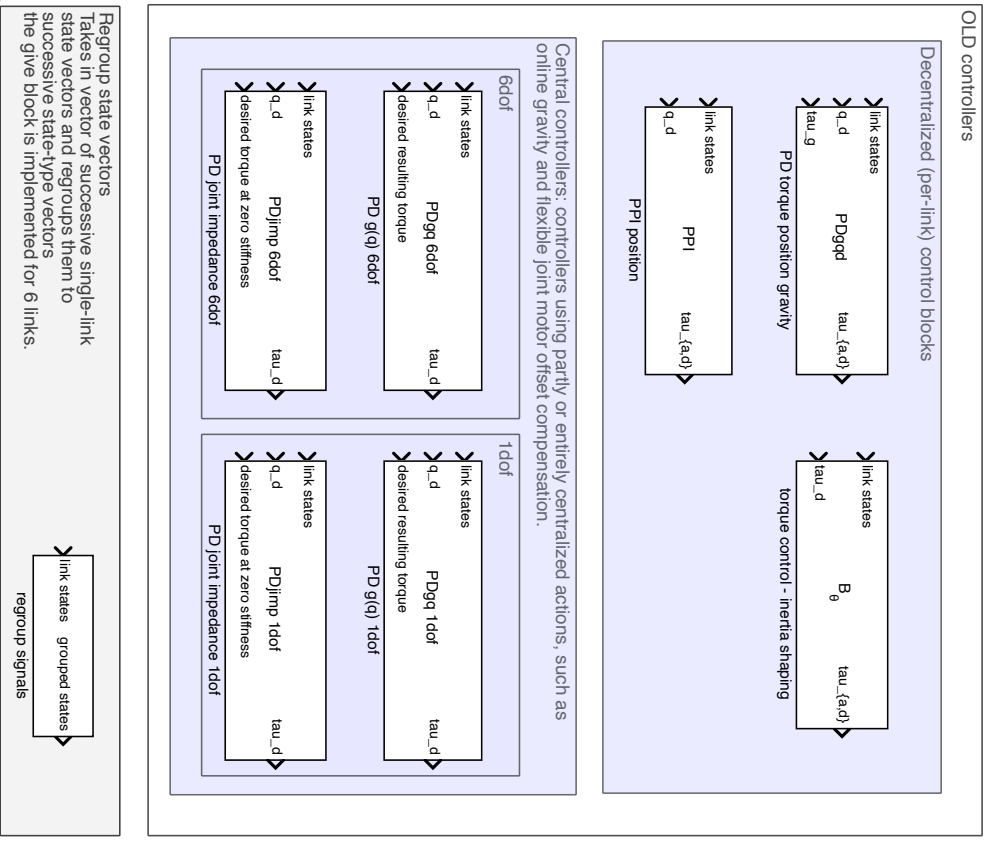 OLD controllers
Decentralized (per-link) control blocks
link states
q_d
tau_g
PDgqd
tau_{a,d}
PD torque position gravity
link states
tau_d
B
θ
tau_{a,d}
torque control - inertia shaping
link states
q_d
PPI
tau_{a,d}
PPI position
Central controllers: controllers using partly or entirely centralized actions, such as
online gravity and flexible joint motor offset compensation.
6dof
link states
q_d
desired resulting torque
PDgq 6dof
tau_d
PD g(q) 6dof
link states
q_d
desired torque at zero stiffness
PDjimp 6dof
tau_d
PD joint impedance 6dof
1dof
link states
q_d
desired resulting torque
PDgq 1dof
tau_d
PD g(q) 1dof
link states
q_d
desired torque at zero stiffness
PDjimp 1dof
tau_d
PD joint impedance 1dof
Regroup state vectors
Takes in vector of successive single-link
state vectors and regroups them to
successive state-type vectors
the give block is implemented for 6 links.
link states grouped states
regroup signals